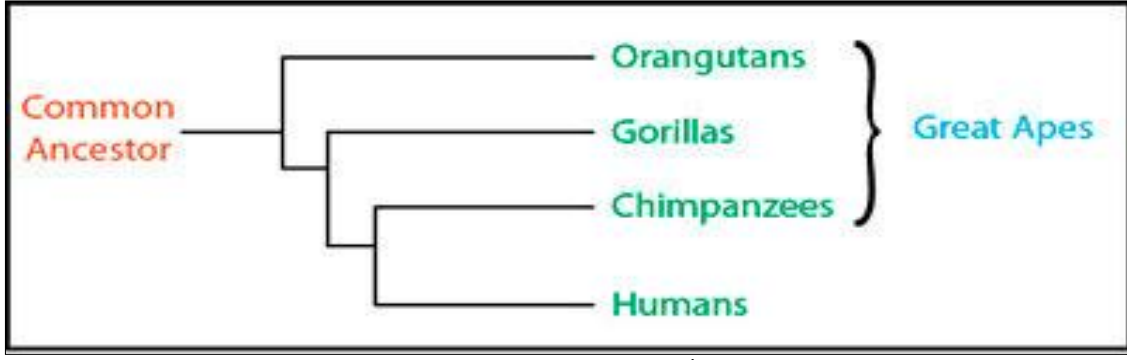 Common
Ancestor
Orangutans
Gorillas
Chimpanzees
Humans
Great Apes